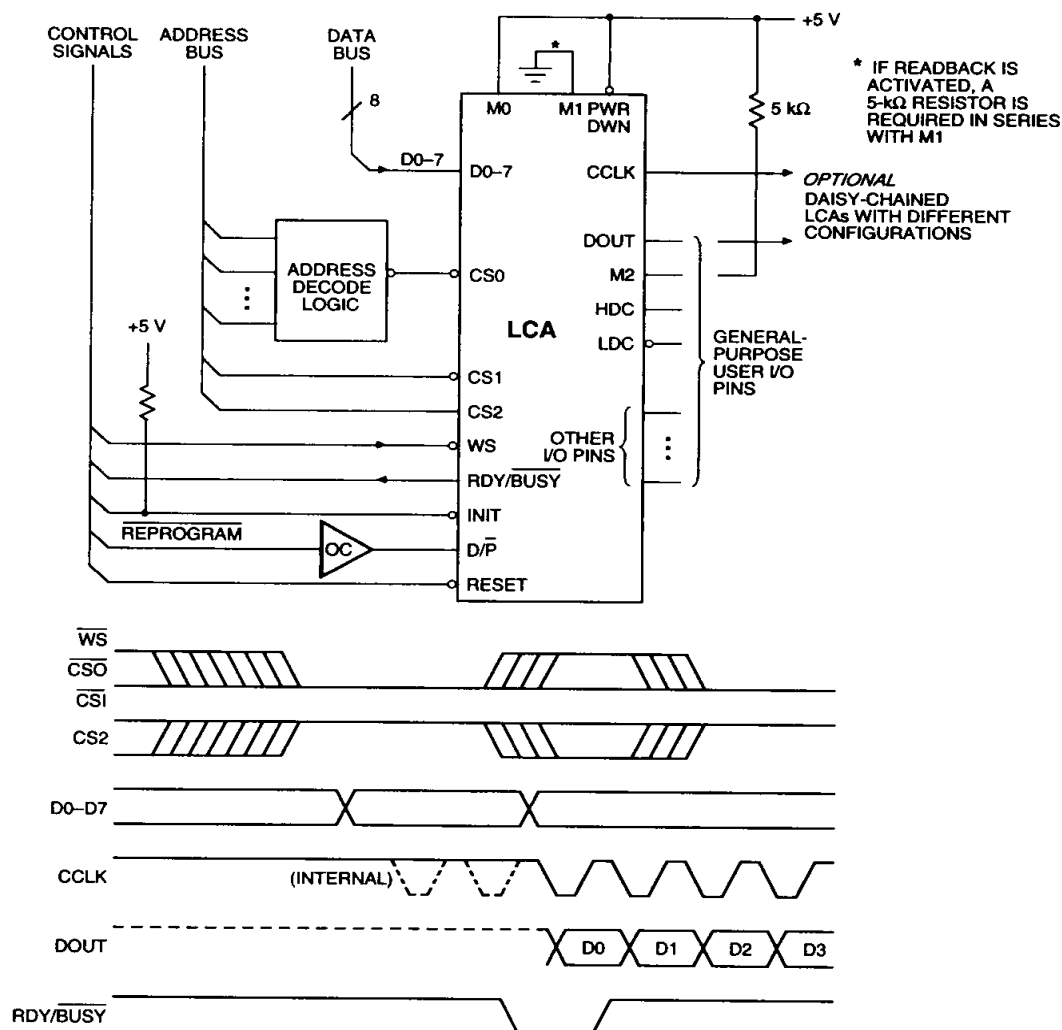 CONTROL
SIGNALS
ADDRESS
BUS
DATA
BUS
+5 V
*
* IF READBACK IS
ACTIVATED, A
5-kΩ RESISTOR IS
REQUIRED IN SERIES
WITH M1
8
M0
M1 PWR
DWN
5 kΩ
D0–7
D0–7
CCLK
OPTIONAL
DAISY-CHAINED
LCAs WITH DIFFERENT
CONFIGURATIONS
DOUT
ADDRESS
DECODE
LOGIC
CS0
M2
HDC
LCA
+5 V
LDC
GENERAL-
PURPOSE
USER I/O
PINS
CS1
CS2
OTHER
I/O PINS
WS
RDY/BUSY
INIT
REPROGRAM
OC
D/P
RESET
WS
CSO
CSI
CS2
D0–D7
CCLK
(INTERNAL)
DOUT
D0
D1
D2
D3
RDY/BUSY